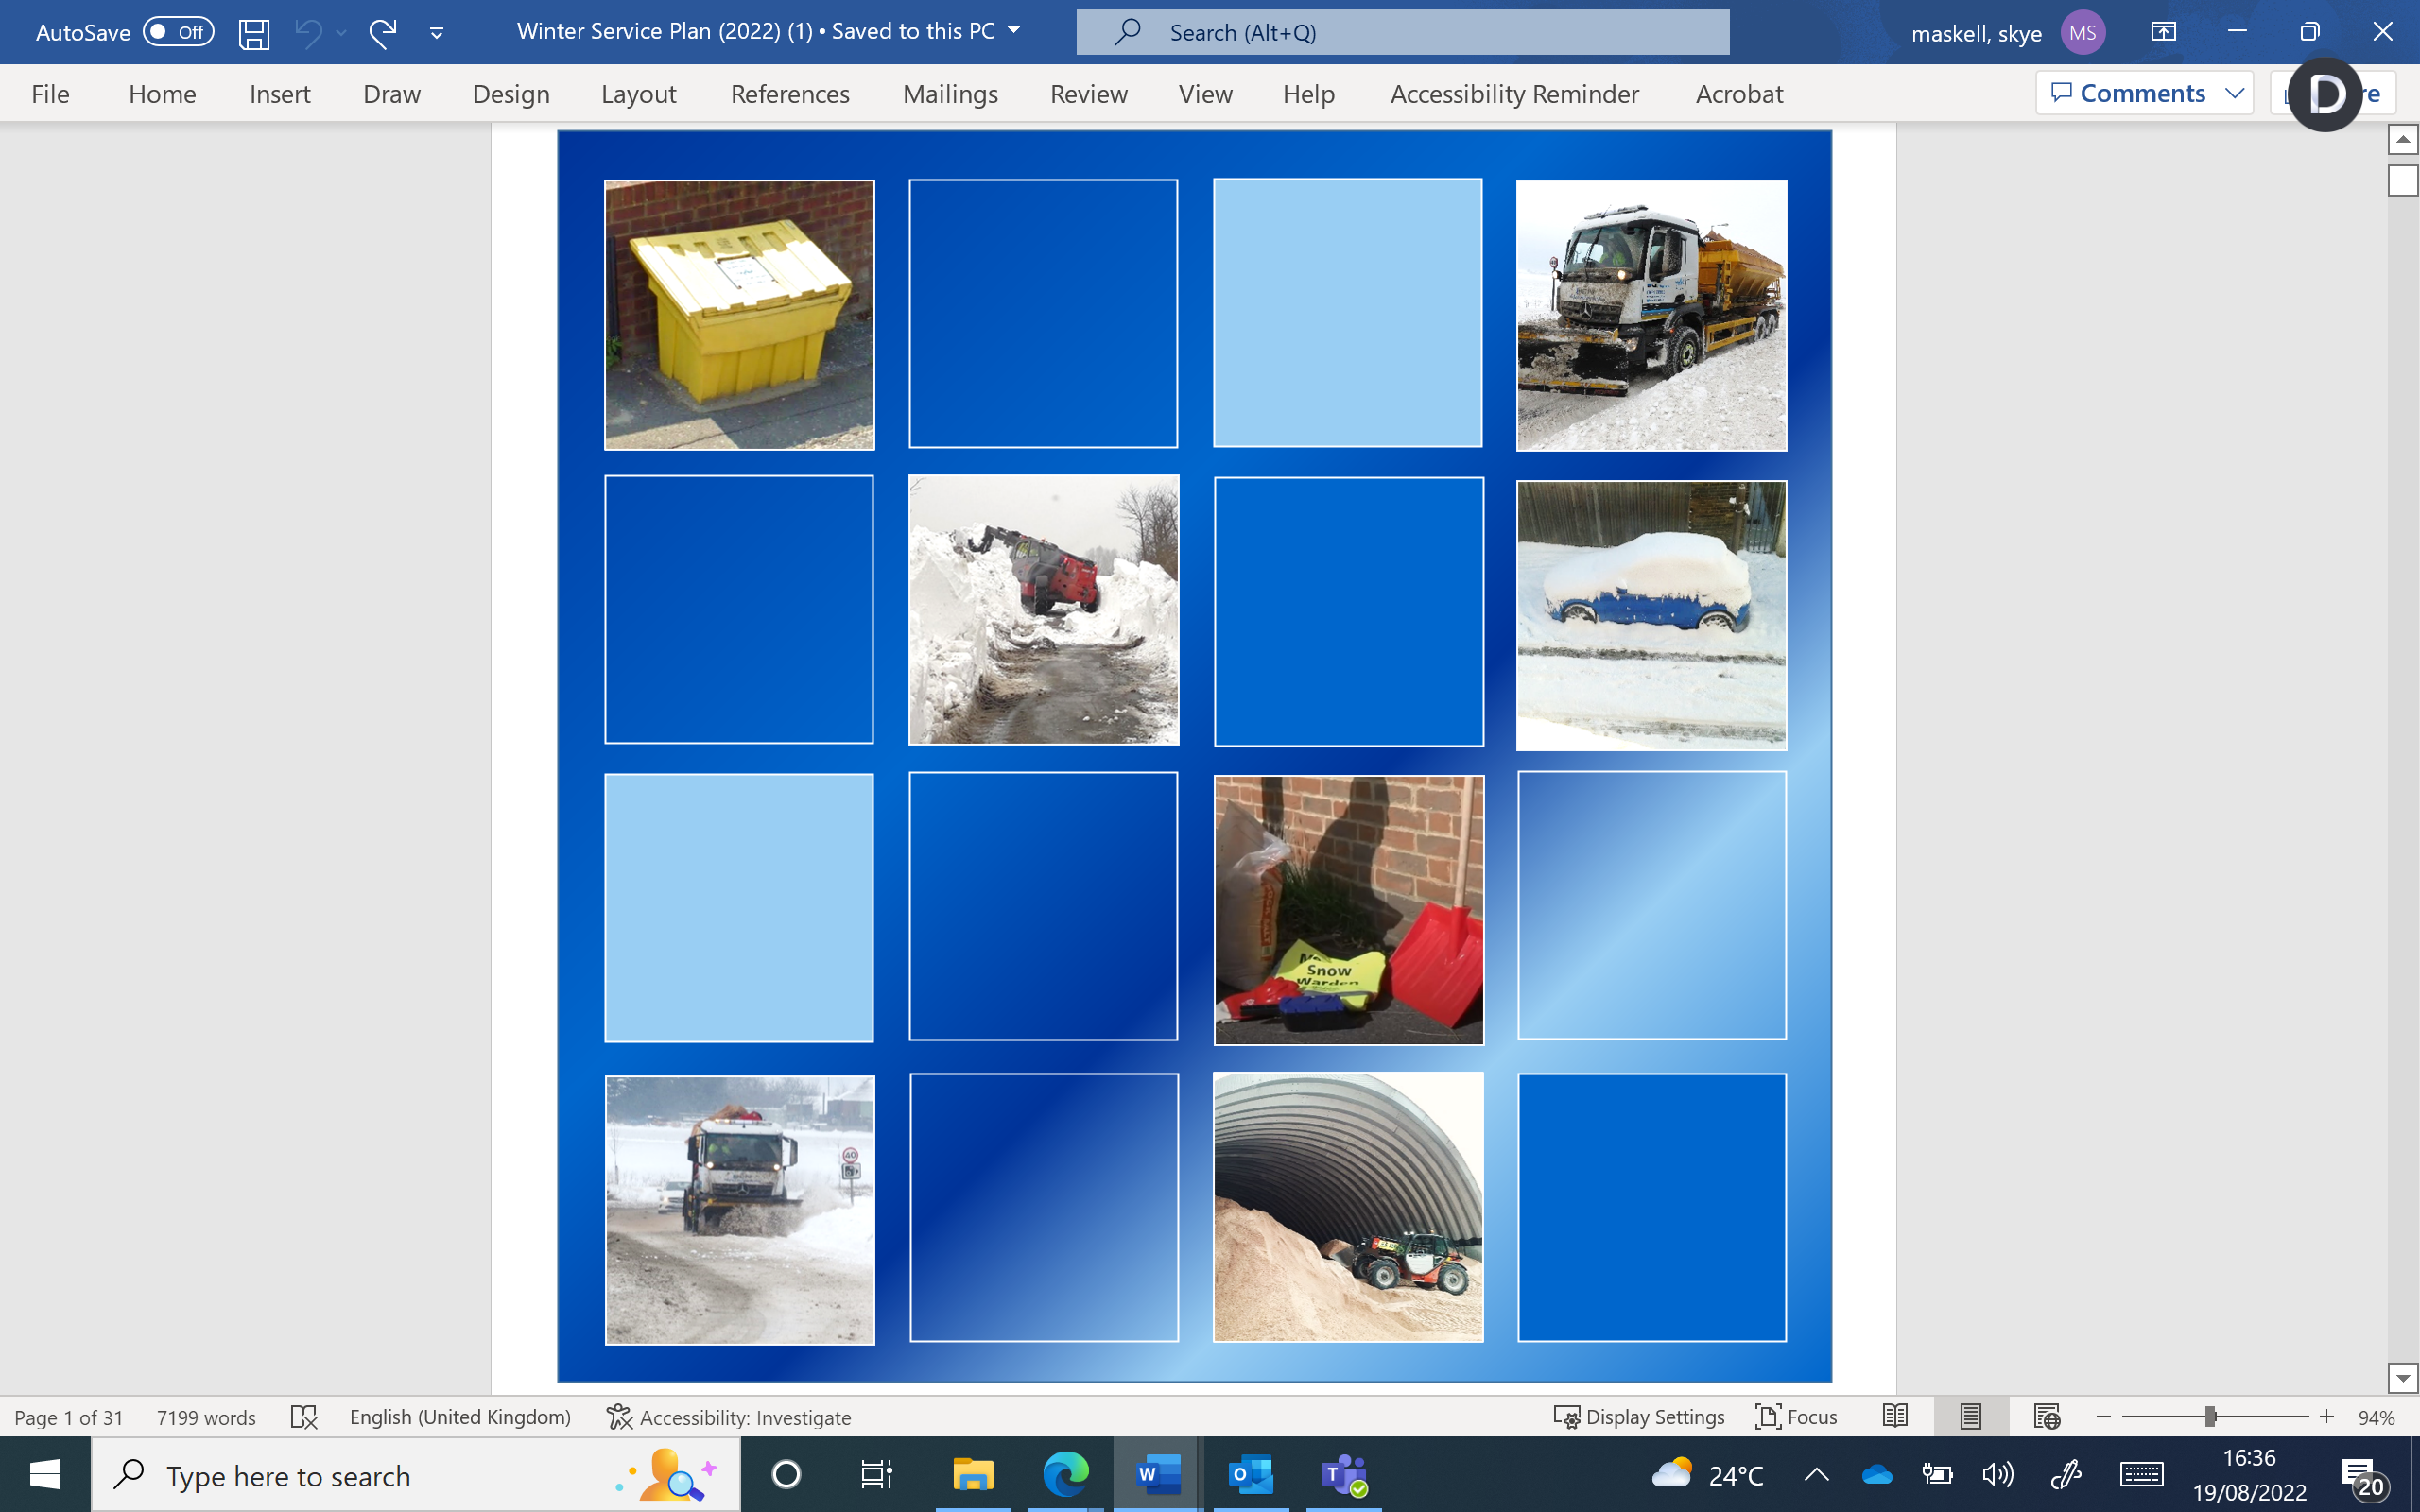 AutoSave Off Winter Service Plan (2022) (1) • Saved to this PC Search (Alt+Q) maskell, skye MS
File Home Insert Draw Design Layout References Mailings Review View Help Accessibility Reminder Acrobat Comments
D
Snow
Warden
40
Page 1 of 31 7199 words English (United Kingdom) Accessibility: Investigate Display Settings Focus 94%
Type here to search 24°C 16:36
19/08/2022 20